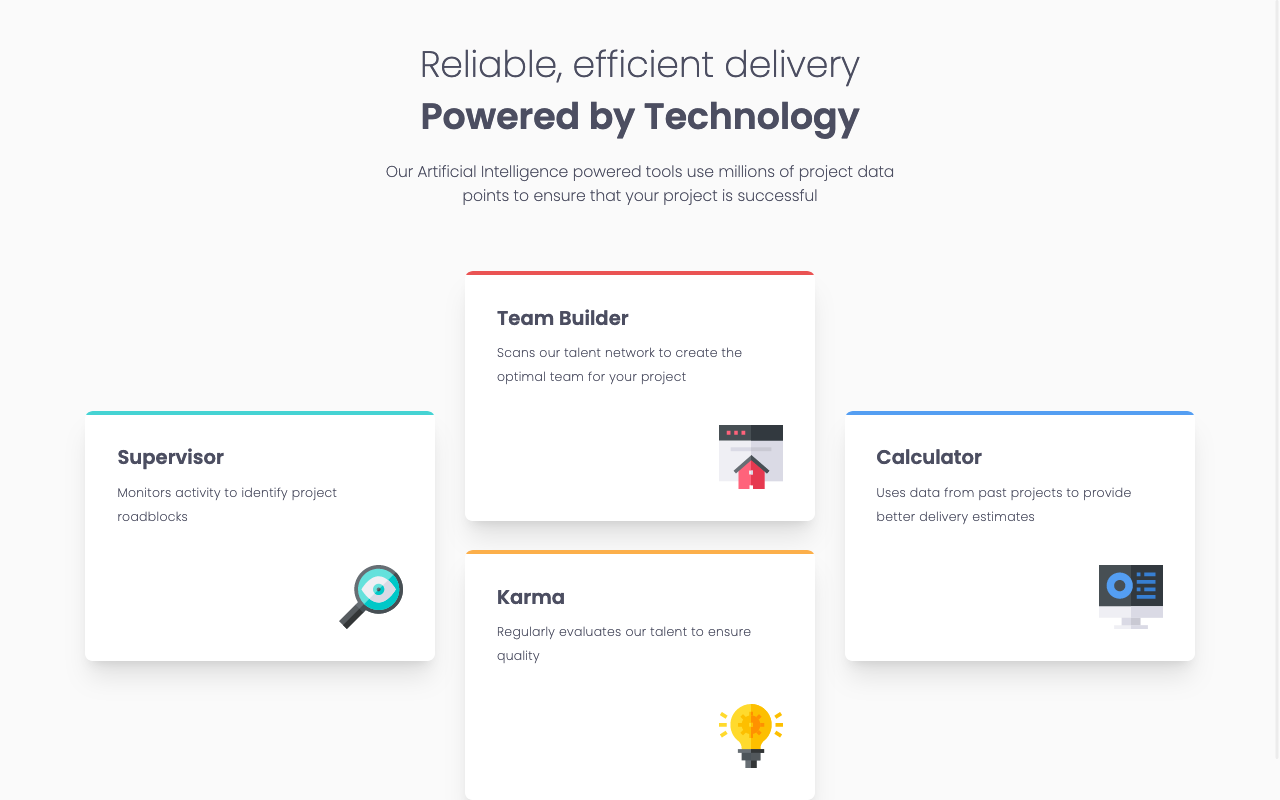 Reliable, efficient delivery
Powered by Technology
Our Artificial Intelligence powered tools use millions of project data
points to ensure that your project is successful
Supervisor
Monitors activity to identify project
roadblocks
Team Builder
Scans our talent network to create the
optimal team for your project
Karma
Regularly evaluates our talent to ensure
quality
Calculator
Uses data from past projects to provide
better delivery estimates